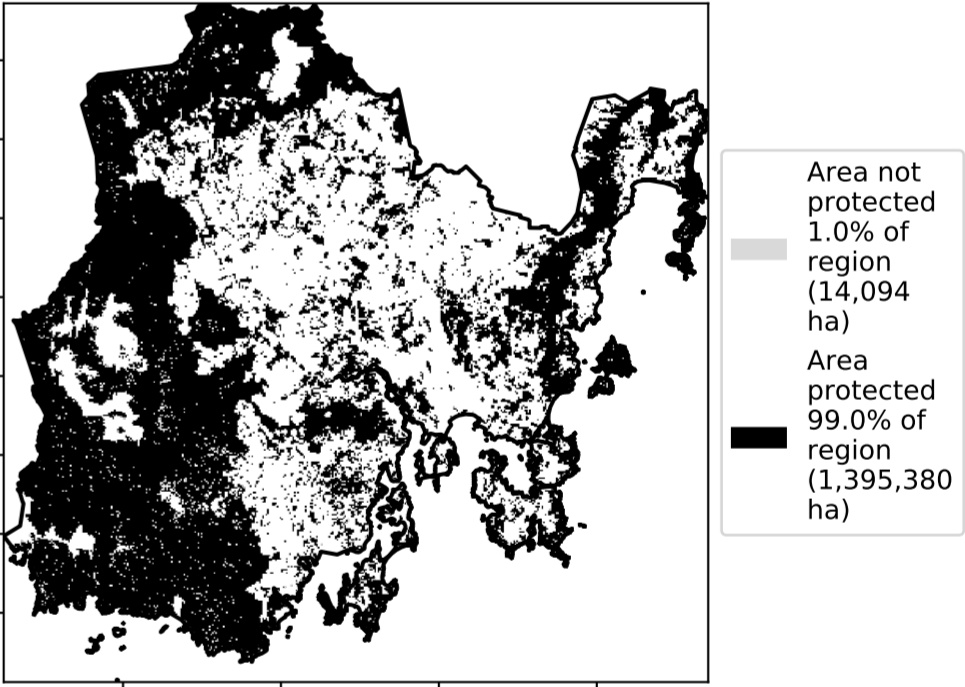 Area not
protected
1.0% of
region
(14,094
ha)
Area
protected
99.0% of
region
(1,395,380
ha)